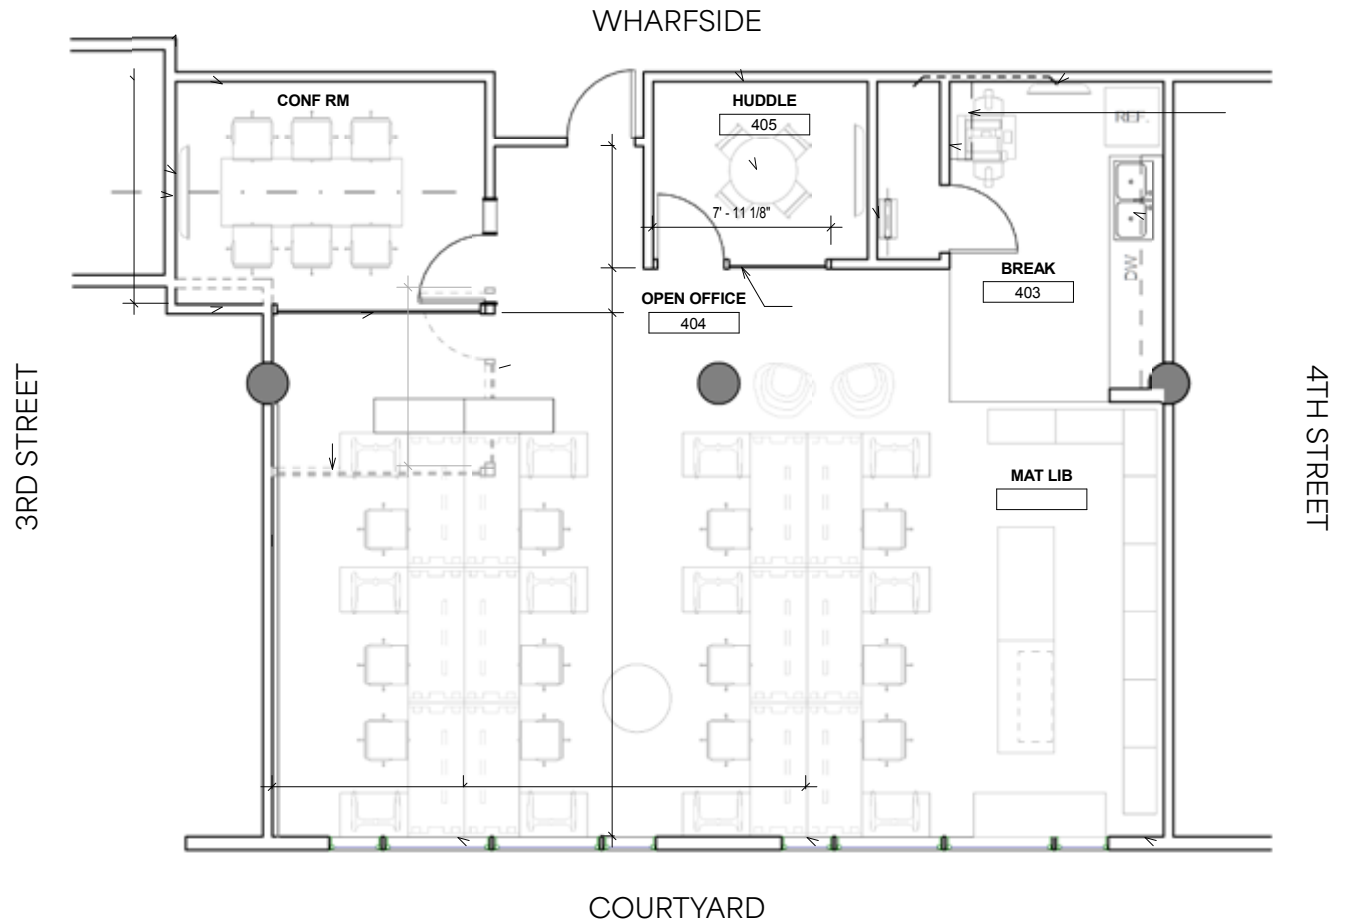 WHARFSIDE
CONF RM
HUDDLE
405
REF.
7' - 11 1/8"
DW
BREAK
403
OPEN OFFICE
404
3RD STREET
4TH STREET
MAT LIB
COURTYARD